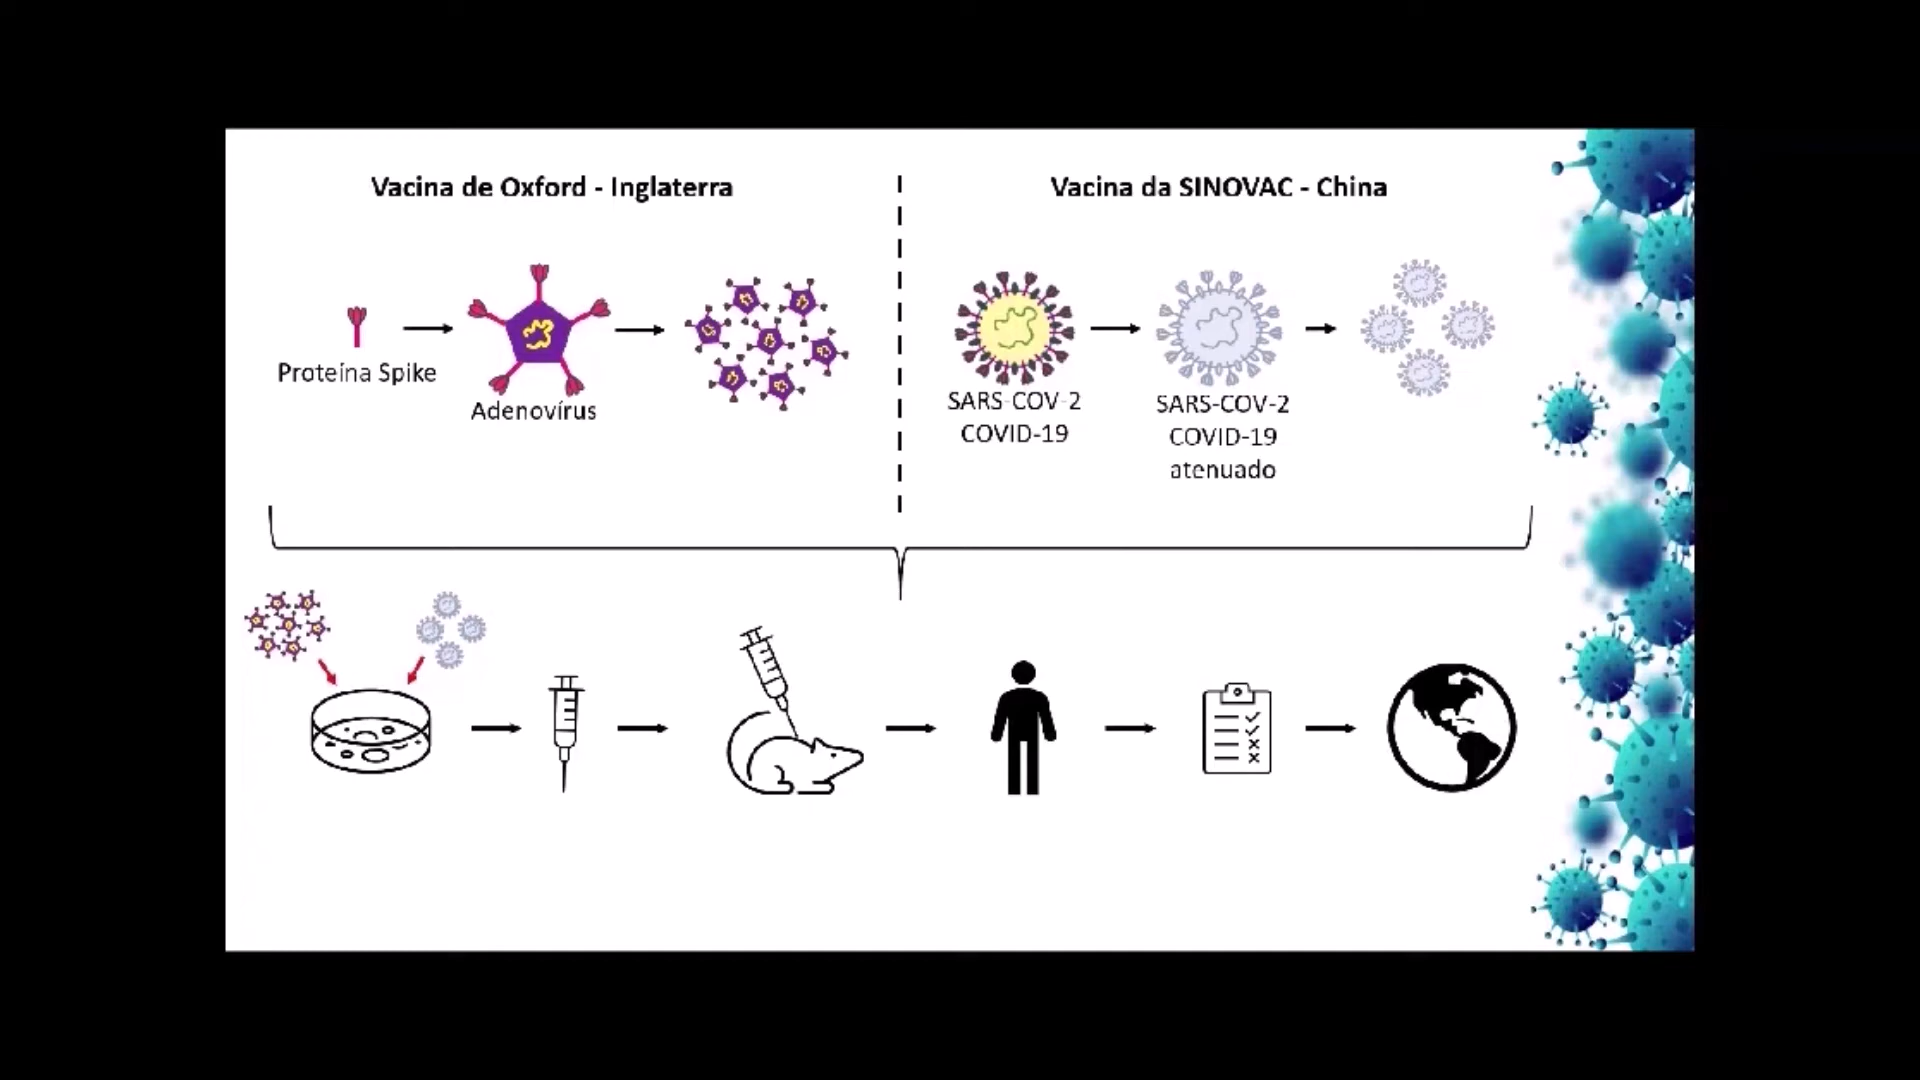 Vacina de Oxford - Inglaterra
Vacina da SINOVAC - China
Proteína Spike
Adenovírus
SARS-COV-2
COVID-19
SARS-COV-2
COVID-19
atenuado